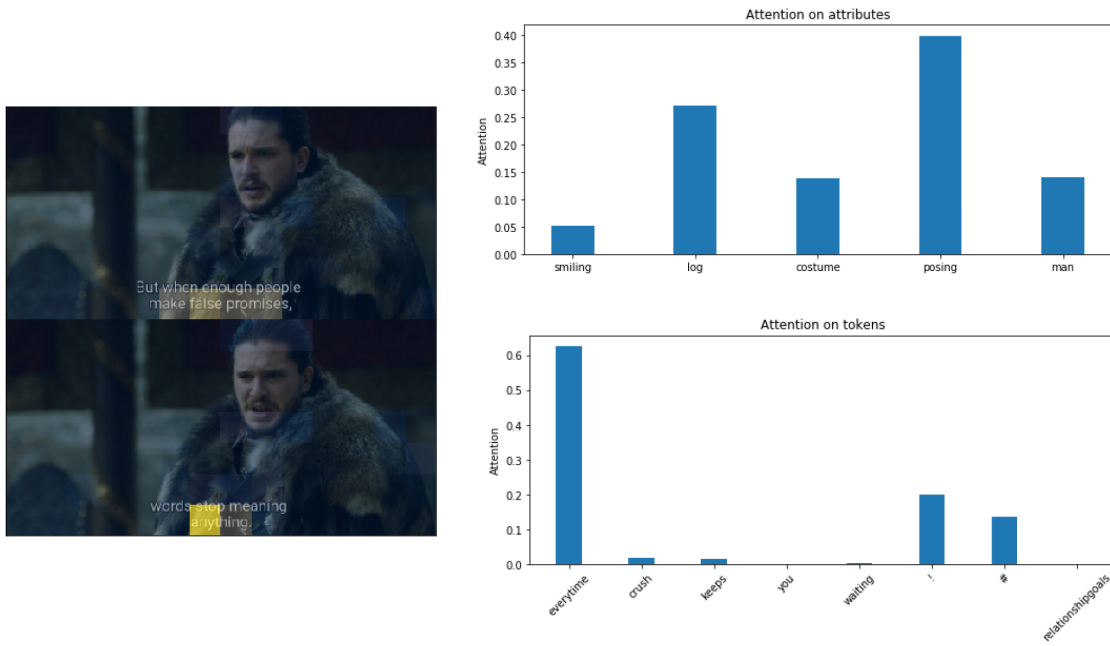 But when enough people
make false promises,
words stop meaning
anything.
Attention on attributes
Attention
0.40
0.35
0.30
0.25
0.20
0.15
0.10
0.05
0.00
smiling log costume posing man
Attention on tokens
Attention
0.6
0.5
0.4
0.3
0.2
0.1
0.0
everytime crush keeps you waiting ! # relationshipgoals